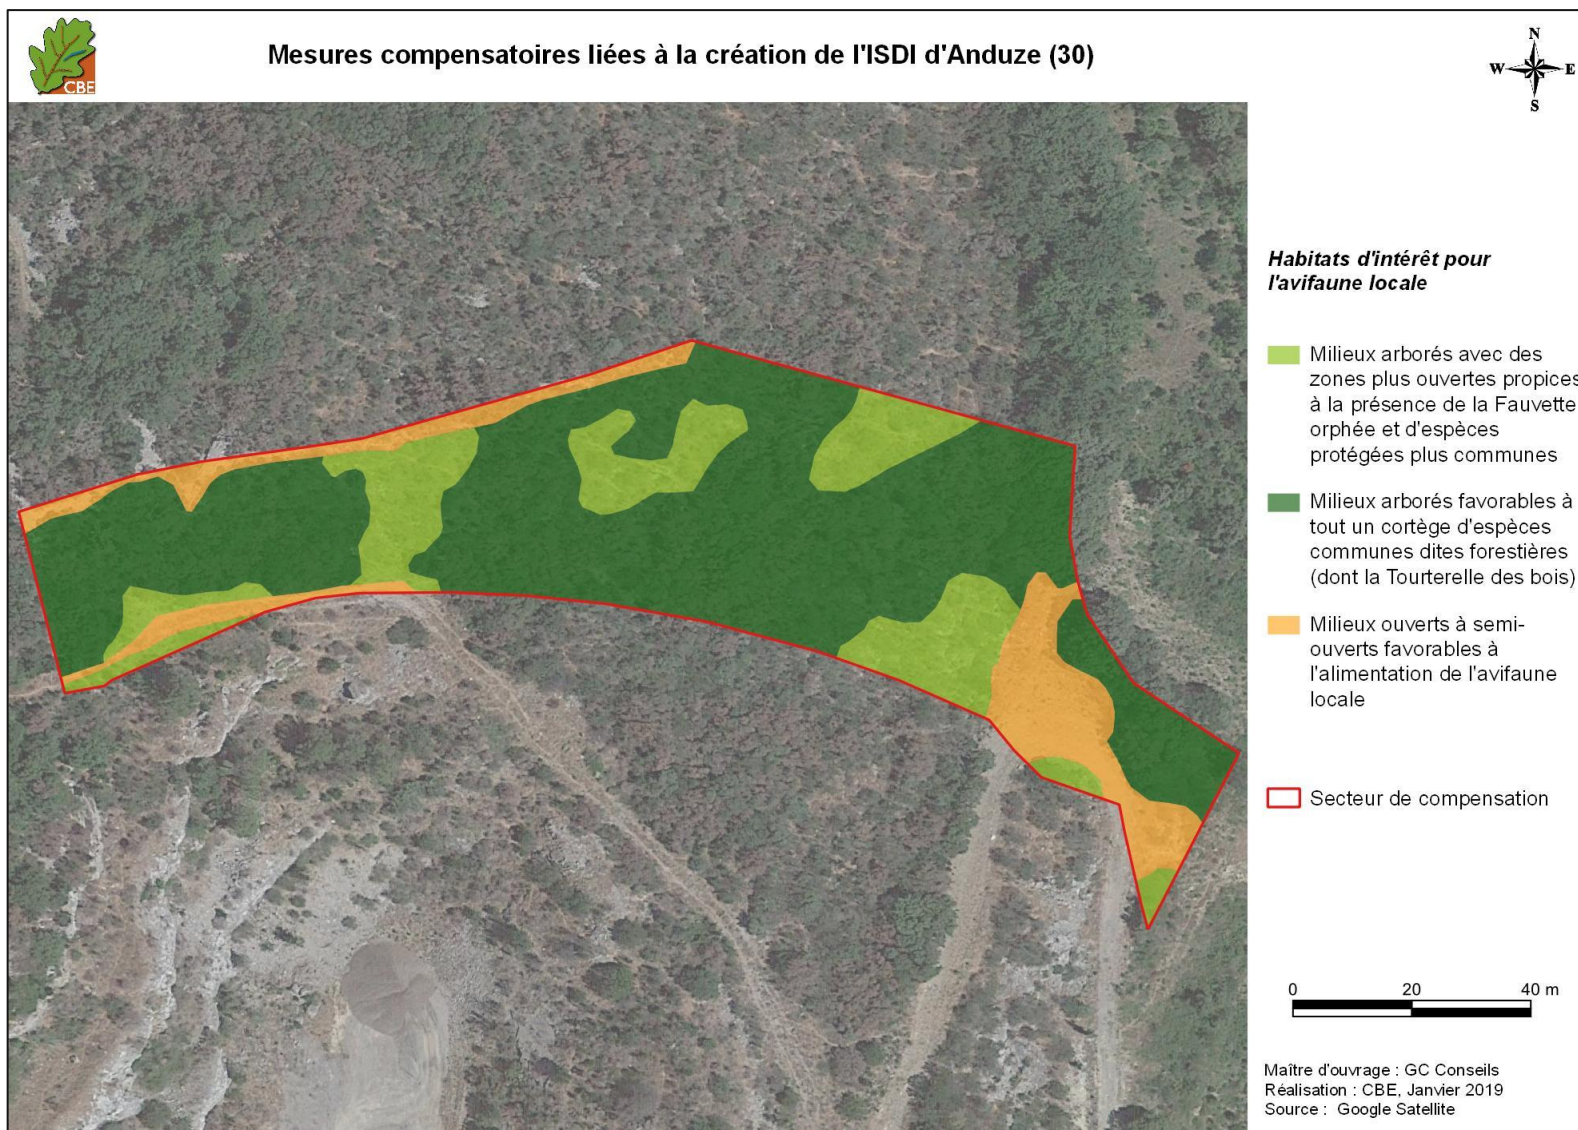 CBE
Mesures compensatoires liées à la création de l'ISDI d'Anduze (30)
N
W
E
S
Habitats d'intérêt pour
l'avifaune locale
Milieux arborés avec des
zones plus ouvertes propices
à la présence de la Fauvette
orphée et d'espèces
protégées plus communes
Milieux arborés favorables à
tout un cortège d'espèces
communes dites forestières
(dont la Tourterelle des bois)
Milieux ouverts à semi-
ouverts favorables à
l'alimentation de l'avifaune
locale
Secteur de compensation
0 20 40 m
Maître d'ouvrage : GC Conseils
Réalisation : CBE, Janvier 2019
Source : Google Satellite